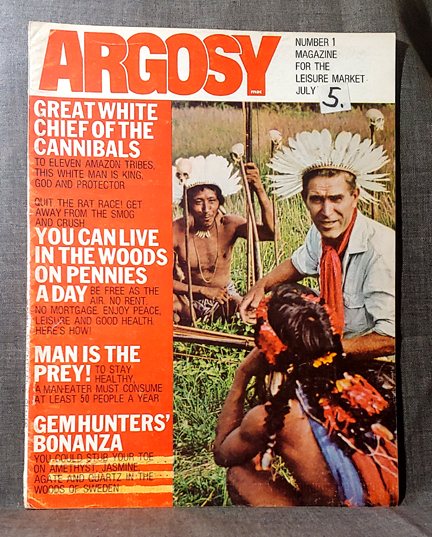 ARGOSY
mac
NUMBER 1
MAGAZINE
FOR THE
LEISURE MARKET
JULY 5.
GREAT WHITE
CHIEF OF THE
CANNIBALS
TO ELEVEN AMAZON TRIBES,
THIS WHITE MAN IS KING,
GOD AND PROTECTOR
QUIT THE RAT RACE! GET
AWAY FROM THE SMOG
AND CRUSH
YOU CAN LIVE
IN THE WOODS
ON PENNIES
A DAY BE FREE AS THE
AIR. NO RENT.
NO MORTGAGE. ENJOY PEACE,
LEISURE AND GOOD HEALTH.
HERE'S HOW!
MAN IS THE
PREY! TO STAY
HEALTHY,
A MAN-EATER MUST CONSUME
AT LEAST 50 PEOPLE A YEAR
GEMHUNTERS'
BONANZA
YOU COULD STUB YOUR TOE
ON AMETHYST, JASMINE,
AGATE AND QUARTZ IN THE
WOODS OF SWEDEN